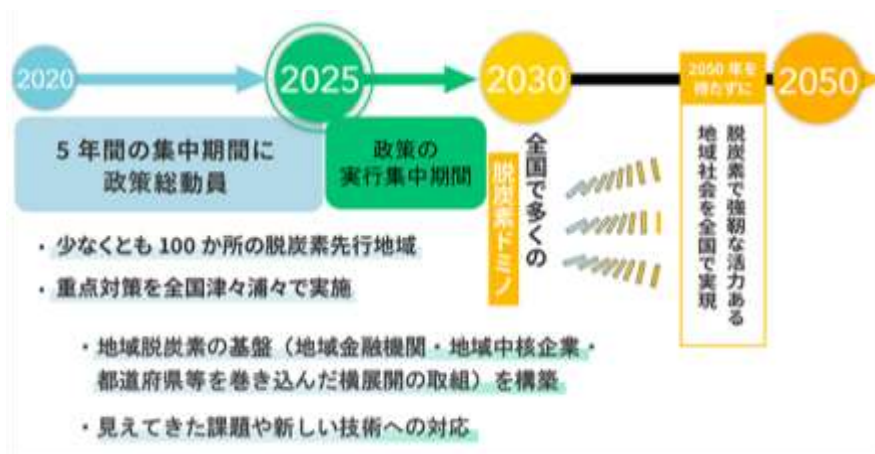 2020
2025
2030
2050年を
待たずに
2050
5年間の集中期間に
政策総動員
政策の
実行集中期間
全国で多くの
脱炭素ドミノ
脱炭素で強靭な活力ある
地域社会を全国で実現
・少なくとも100か所の脱炭素先行地域
・重点対策を全国津々浦々で実施
・地域脱炭素の基盤（地域金融機関・地域中核企業・
都道府県等を巻き込んだ横展開の取組）を構築
・見えてきた課題や新しい技術への対応